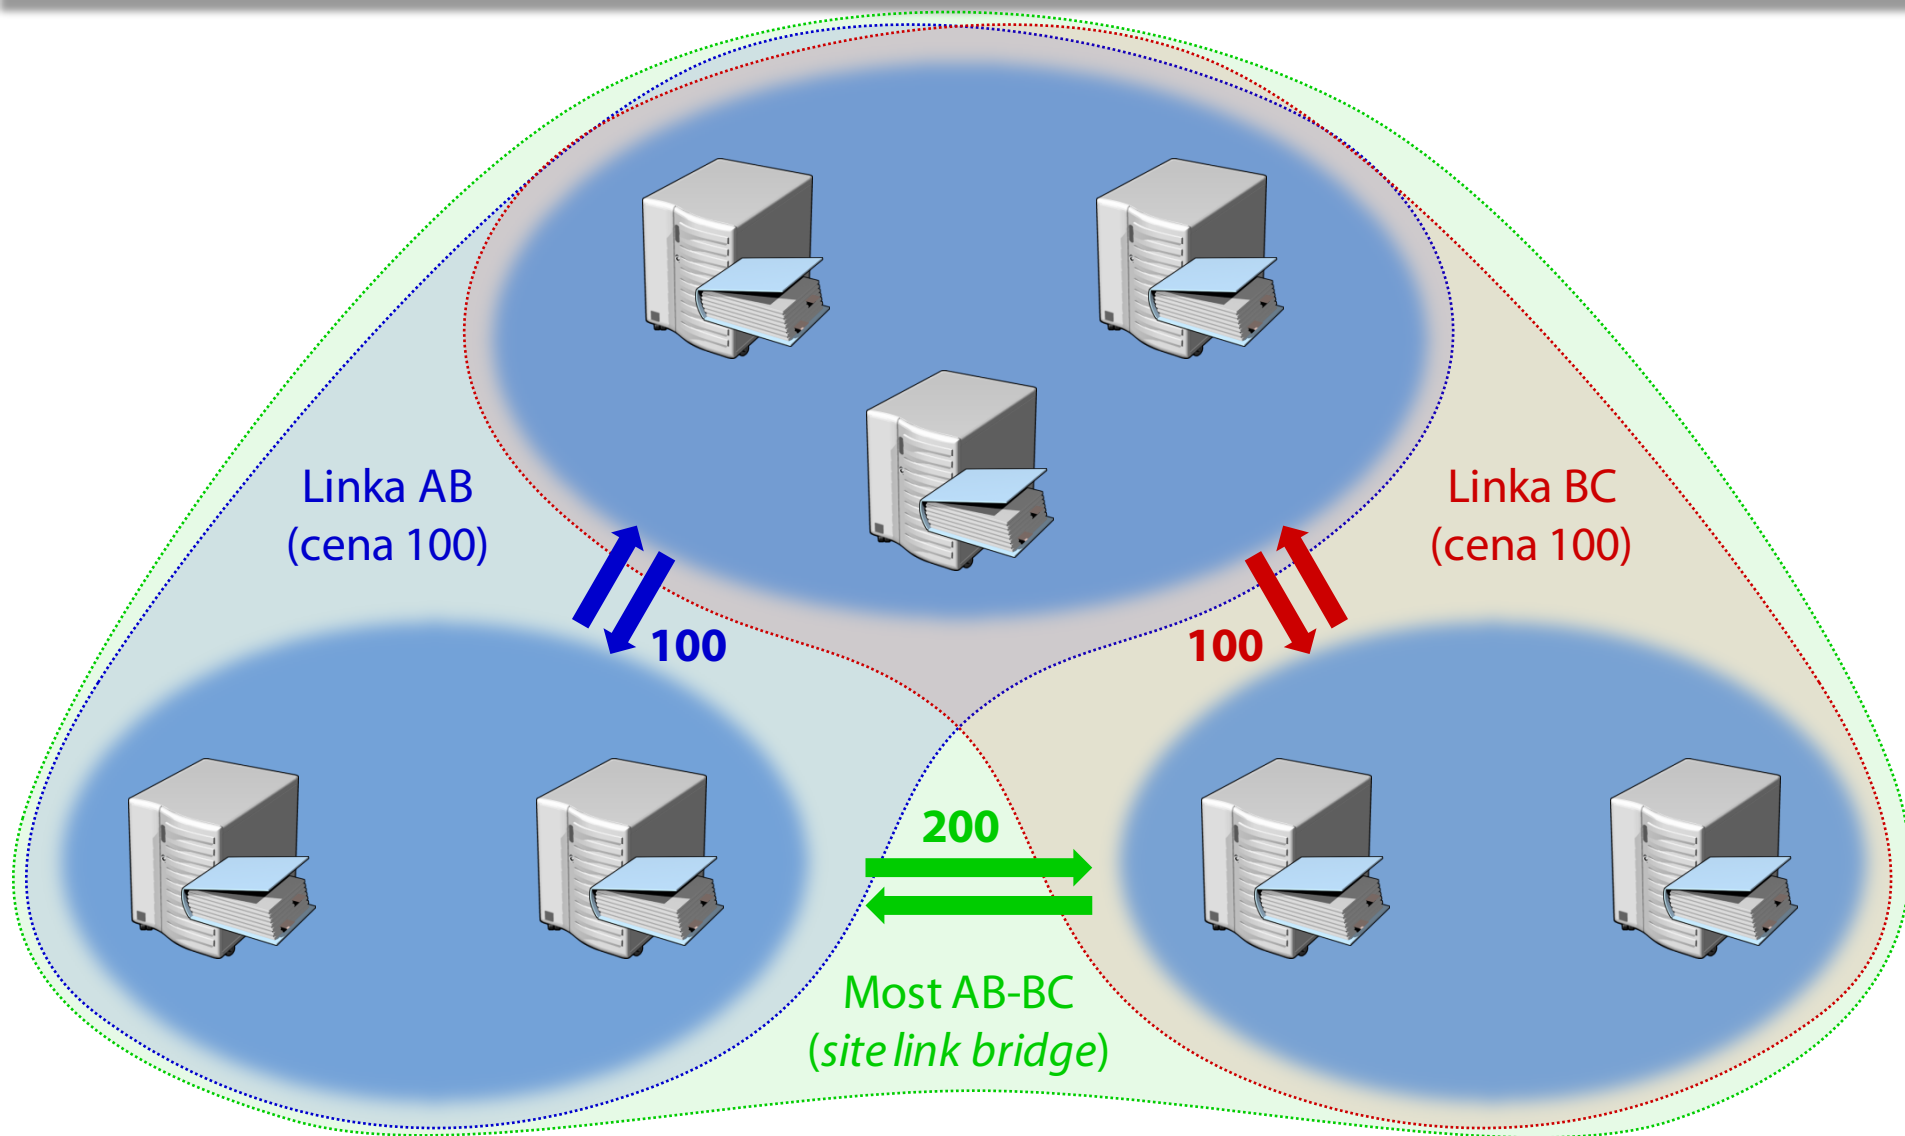 Linka AB
(cena 100)
Linka BC
(cena 100)
100
100
200
Most AB-BC
(site link bridge)